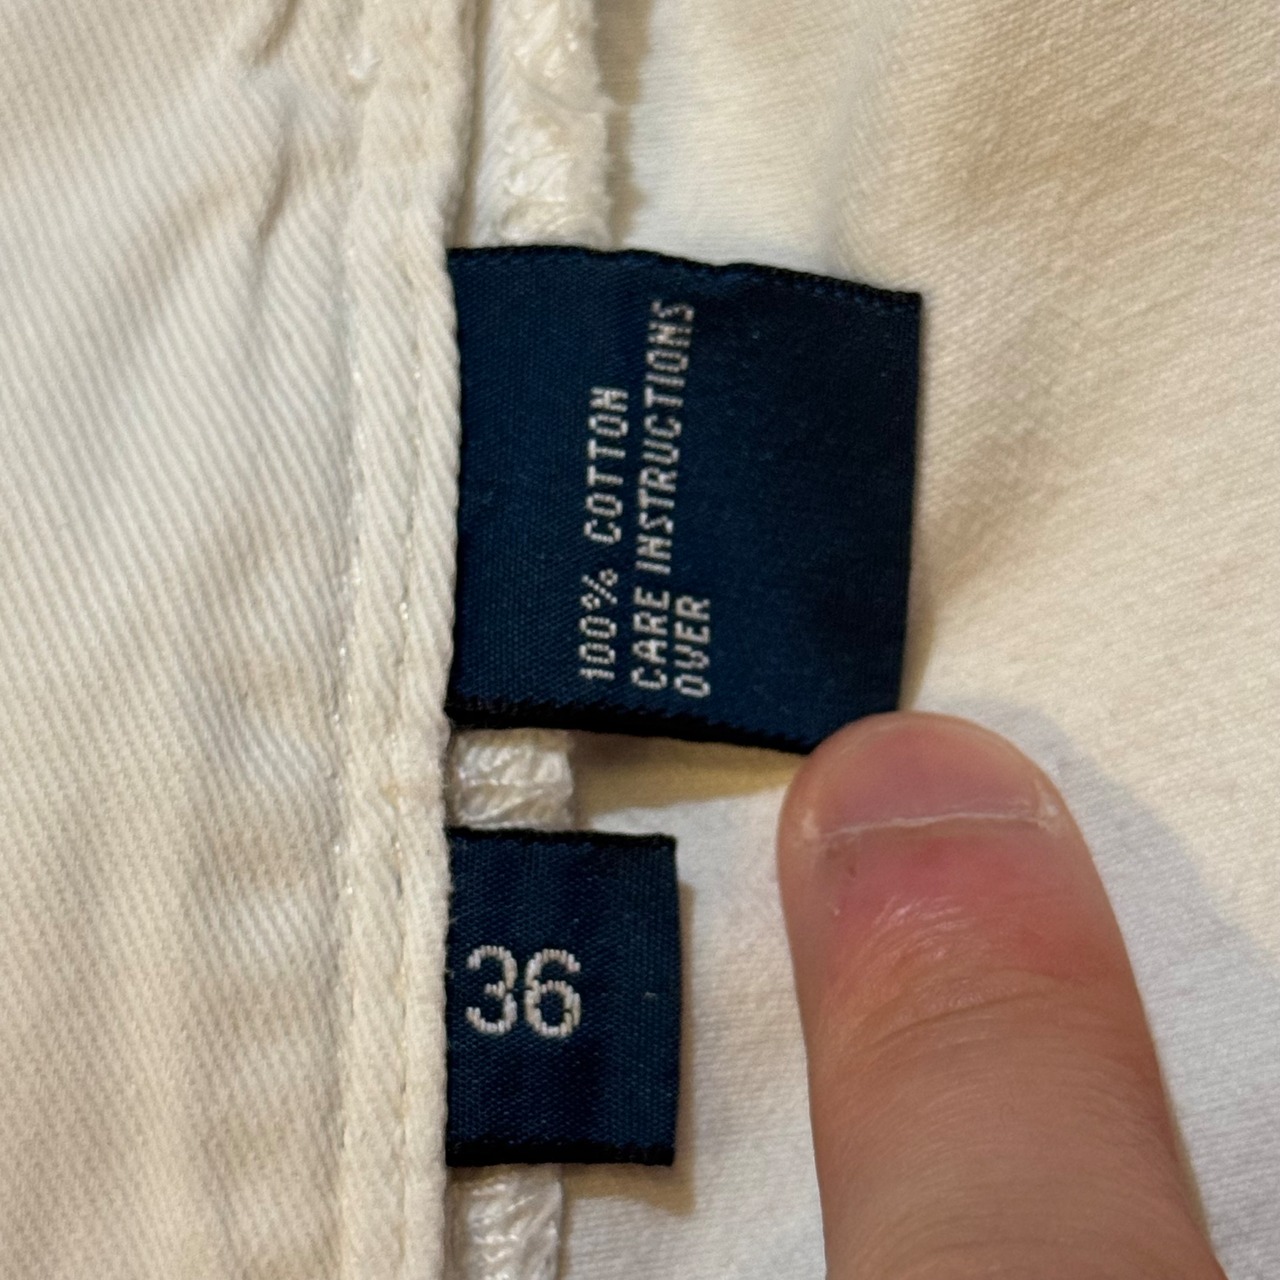 100% COTTON
CARE INSTRUCTIONS
OVER
36